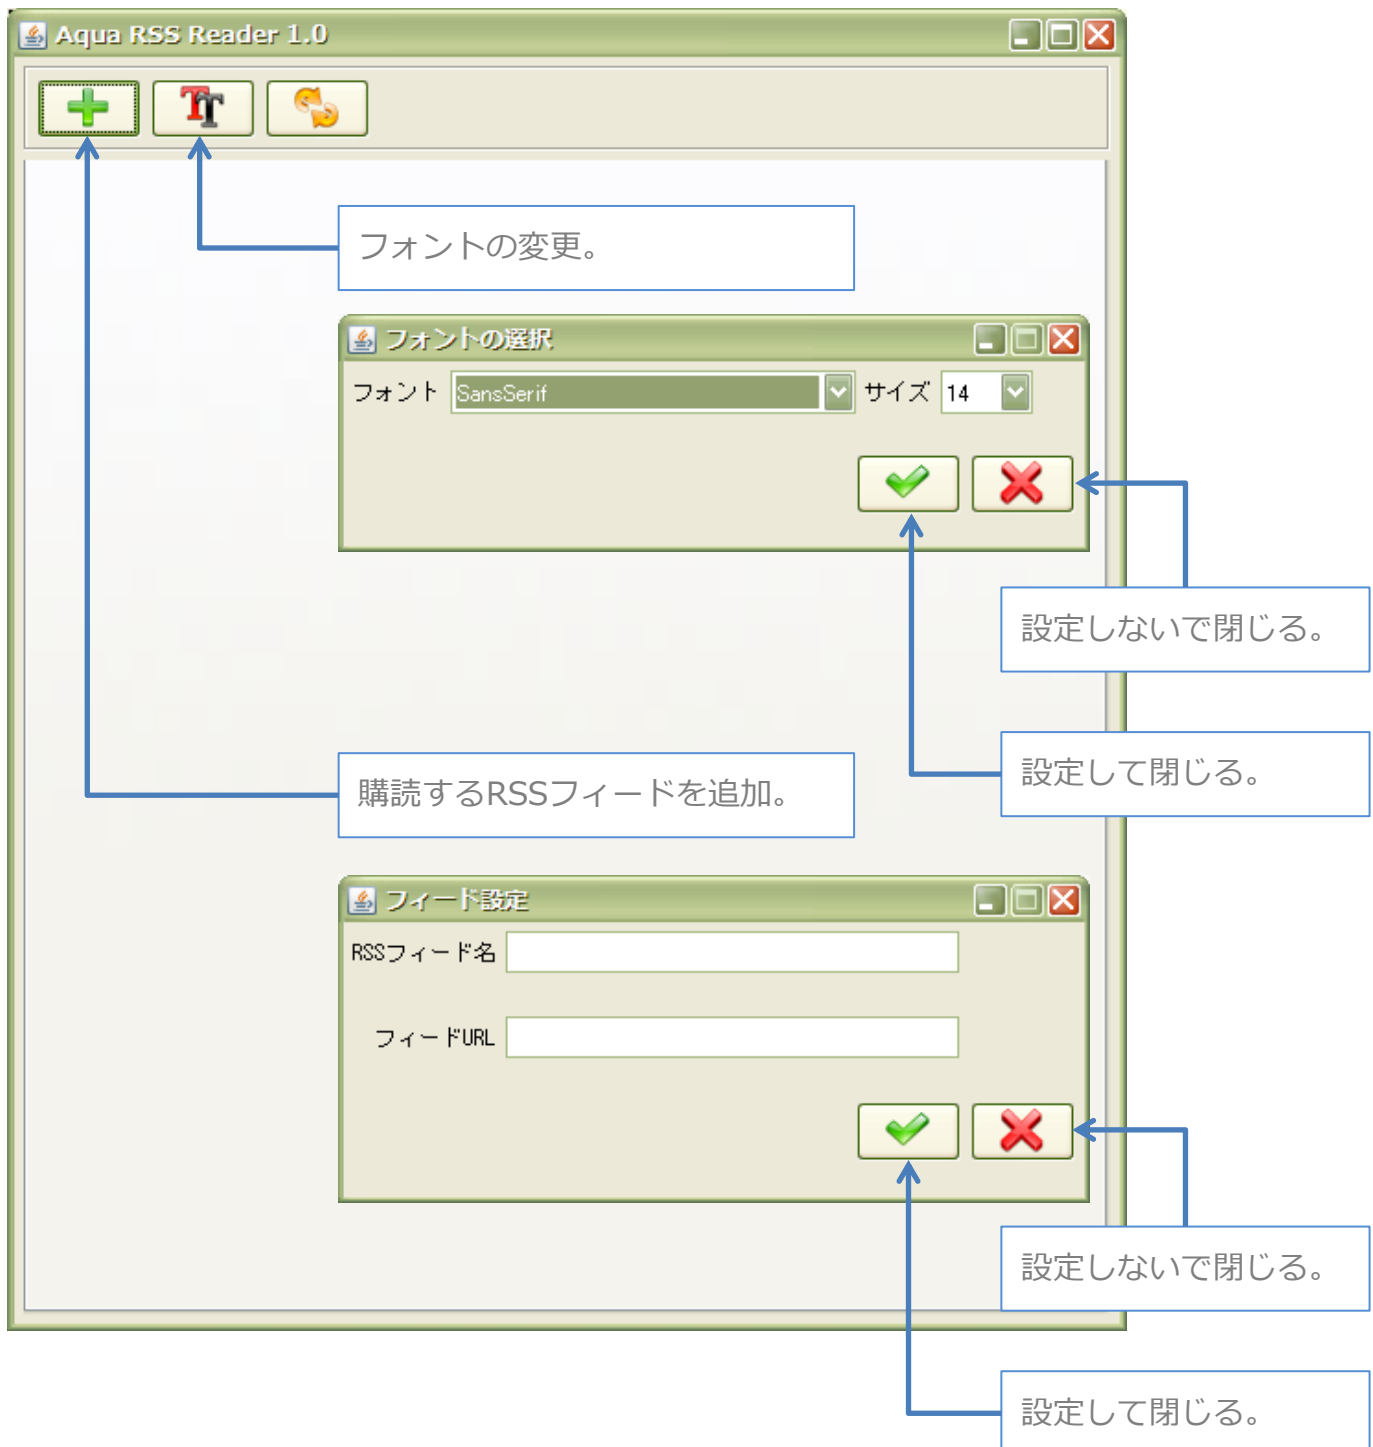 Aqua RSS Reader 1.0
フォントの変更。
フォントの選択
フォント SansSerif サイズ 14
設定しないで閉じる。
設定して閉じる。
購読するRSSフィードを追加。
フィード設定
RSSフィード名
フィードURL
設定しないで閉じる。
設定して閉じる。